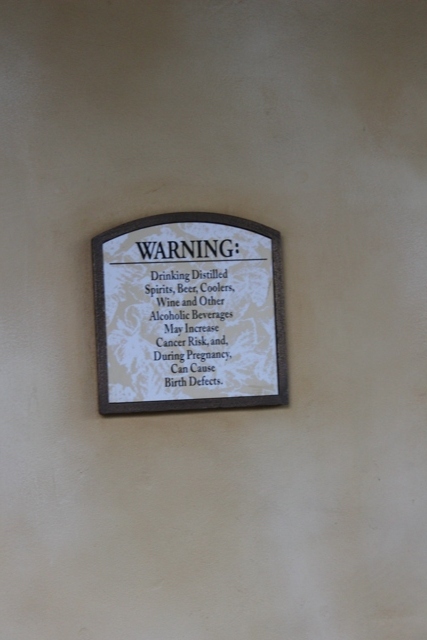 WARNING:
Drinking Distilled
Spirits, Beer, Coolers,
Wine and Other
Alcoholic Beverages
May Increase
Cancer Risk, and,
During Pregnancy,
Can Cause
Birth Defects.